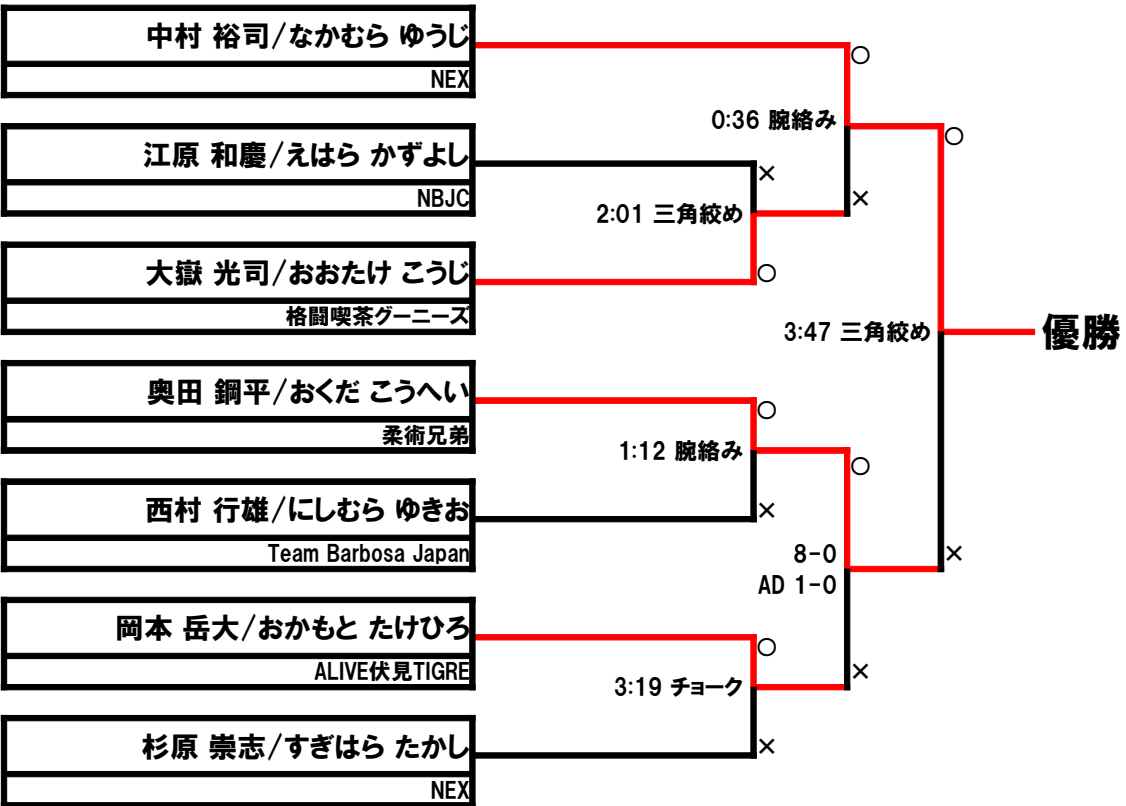 中村 裕司/なかむら ゆうじ
NEX
江原 和慶/えはら かずよし
NBJC
大嶽 光司/おおたけ こうじ
格闘喫茶グーニーズ
奥田 鋼平/おくだ こうへい
柔術兄弟
西村 行雄/にしむら ゆきお
Team Barbosa Japan
岡本 岳大/おかもと たけひろ
ALIVE伏見TIGRE
杉原 崇志/すぎはら たかし
NEX
×
2:01 三角絞め
○
○
1:12 腕絡み
×
○
3:19 チョーク
×
○
0:36 腕絡み
×
○
8-0
AD 1-0
×
○
3:47 三角絞め
×
優勝